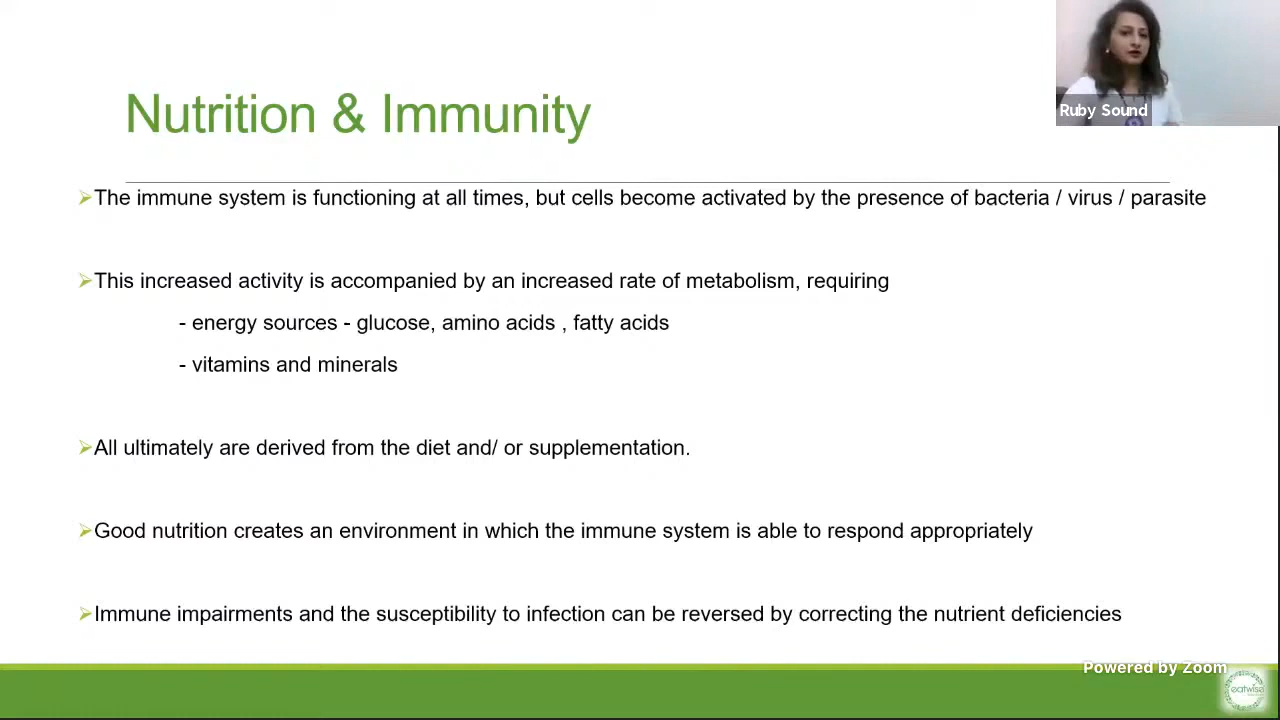 Nutrition & Immunity
Ruby Sound
The immune system is functioning at all times, but cells become activated by the presence of bacteria / virus / parasite
This increased activity is accompanied by an increased rate of metabolism, requiring
- energy sources - glucose, amino acids , fatty acids
- vitamins and minerals
All ultimately are derived from the diet and/ or supplementation.
Good nutrition creates an environment in which the immune system is able to respond appropriately
Immune impairments and the susceptibility to infection can be reversed by correcting the nutrient deficiencies
Powered by Zoom
eatwise